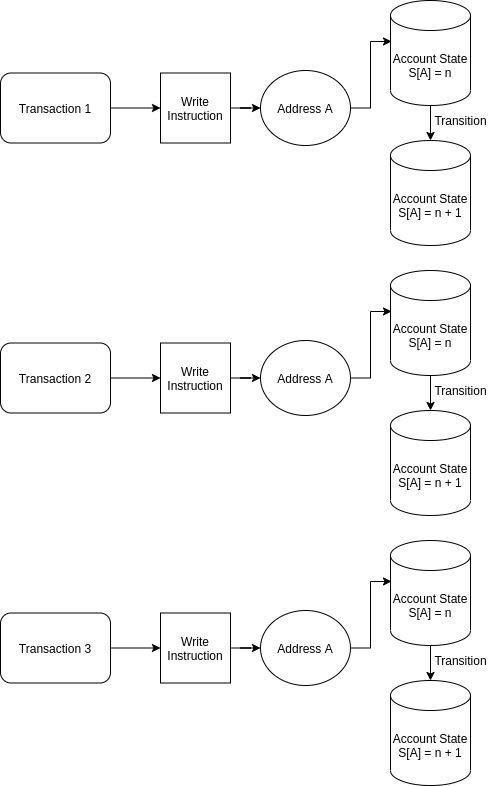 Account State
S[A] = n
Transaction 1
Write
Instruction
Address A
Transition
Account State
S[A] = n + 1
Account State
S[A] = n
Transaction 2
Write
Instruction
Address A
Transition
Account State
S[A] = n + 1
Account State
S[A] = n
Transaction 3
Write
Instruction
Address A
Transition
Account State
S[A] = n + 1